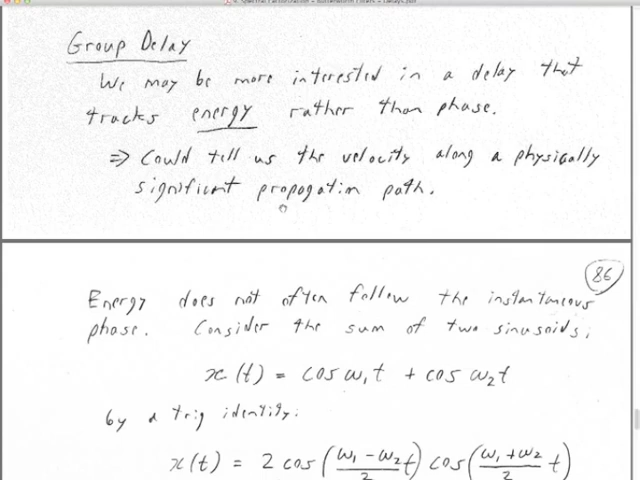 Group Delay
We may be more interested in a delay that
tracks energy rather than phase.
⇒ Could tell us the velocity along a physically
significant propagation path.
86
Energy does not often follow the instantaneous
phase. Consider the sum of two sinusoids;
x(t) = cos ω₁t + cos ω₂t
by a trig identity:
x(t) = 2 cos((ω₁ - ω₂)/2 t) cos((ω₁ + ω₂)/2 t)